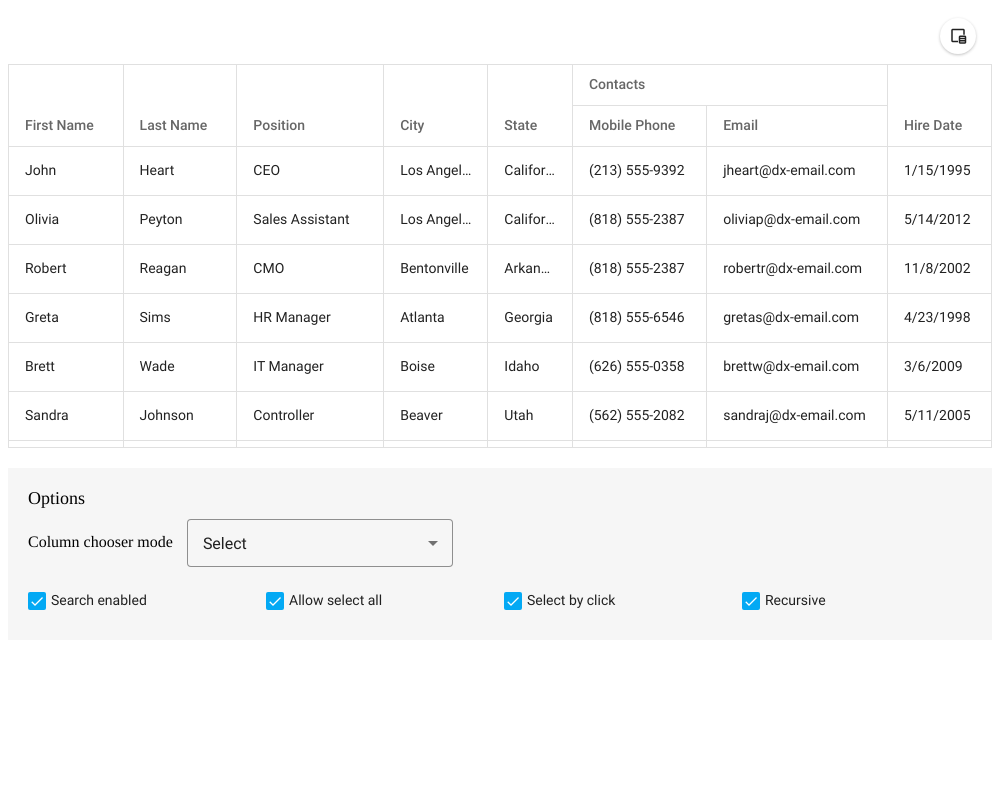 Contacts
First Name Last Name Position City State Mobile Phone Email Hire Date
John Heart CEO Los Angel... Califor... (213) 555-9392 jheart@dx-email.com 1/15/1995
Olivia Peyton Sales Assistant Los Angel... Califor... (818) 555-2387 oliviap@dx-email.com 5/14/2012
Robert Reagan CMO Bentonville Arkan... (818) 555-2387 robertr@dx-email.com 11/8/2002
Greta Sims HR Manager Atlanta Georgia (818) 555-6546 gretas@dx-email.com 4/23/1998
Brett Wade IT Manager Boise Idaho (626) 555-0358 brettw@dx-email.com 3/6/2009
Sandra Johnson Controller Beaver Utah (562) 555-2082 sandraj@dx-email.com 5/11/2005
Options
Column chooser mode Select
Search enabled Allow select all Select by click Recursive